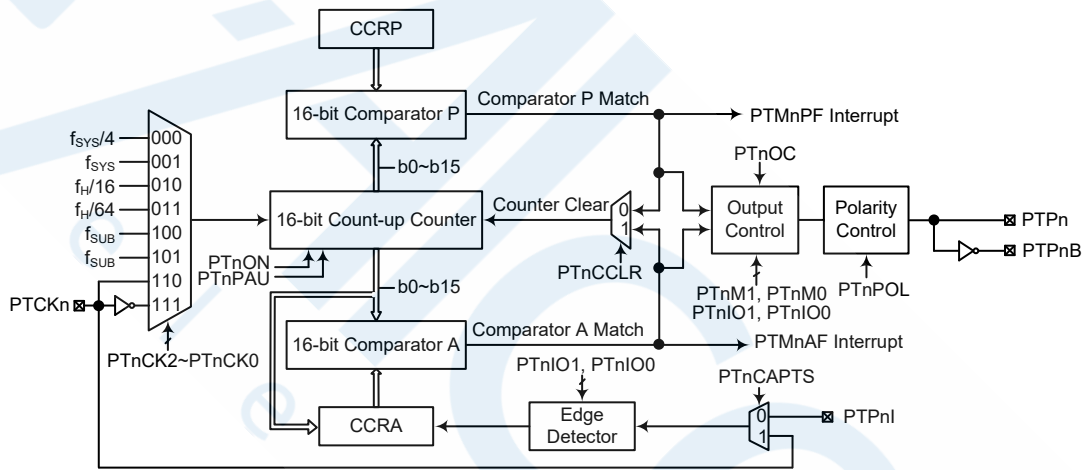 CCRP
16-bit Comparator P
Comparator P Match
PTMnPF Interrupt
b0~b15
fSYS/4
000
fSYS
001
fH/16
010
fH/64
011
fSUB
100
fSUB
101
110
111
PTCKn
PTnCK2~PTnCK0
16-bit Count-up Counter
Counter Clear
0
1
PTnCCLR
PTnON
PTnPAU
b0~b15
PTnOC
Output
Control
Polarity
Control
PTPn
PTPnB
PTnM1, PTnM0
PTnIO1, PTnIO0
PTnPOL
16-bit Comparator A
Comparator A Match
PTMnAF Interrupt
PTnIO1, PTnIO0
PTnCAPTS
CCRA
Edge
Detector
0
1
PTPnI